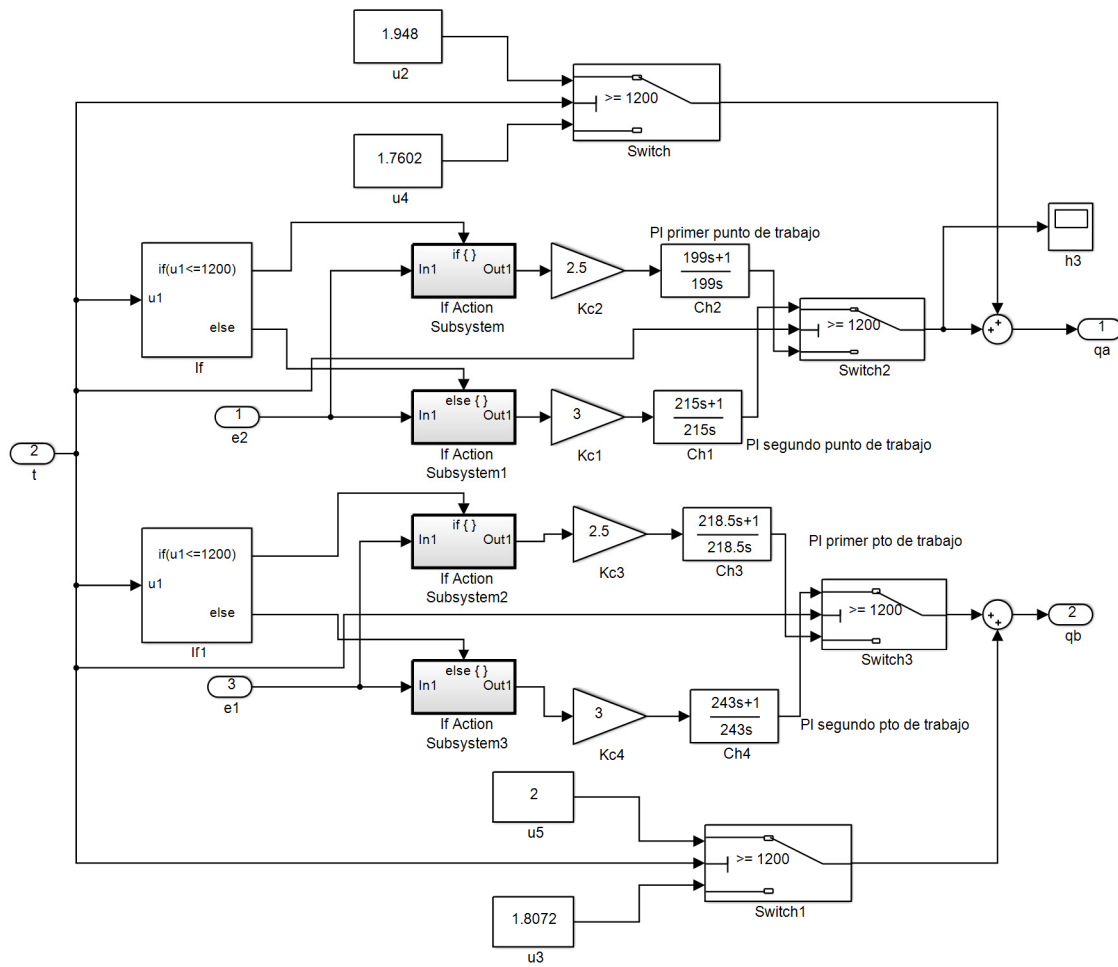 1.948
u2
>= 1200
Switch
1.7602
u4
PI primer punto de trabajo
h3
if(u1<=1200)
u1
else
If
if { }
In1
Out1
If Action
Subsystem
2.5
Kc2
199s+1
199s
Ch2
>= 1200
Switch2
1
qa
1
e2
else { }
In1
Out1
If Action
Subsystem1
3
Kc1
215s+1
215s
Ch1
PI segundo punto de trabajo
2
t
if(u1<=1200)
u1
else
If1
if { }
In1
Out1
If Action
Subsystem2
2.5
Kc3
218.5s+1
218.5s
Ch3
PI primer pto de trabajo
>= 1200
Switch3
2
qb
3
e1
else { }
In1
Out1
If Action
Subsystem3
3
Kc4
243s+1
243s
Ch4
PI segundo pto de trabajo
2
u5
>= 1200
Switch1
1.8072
u3